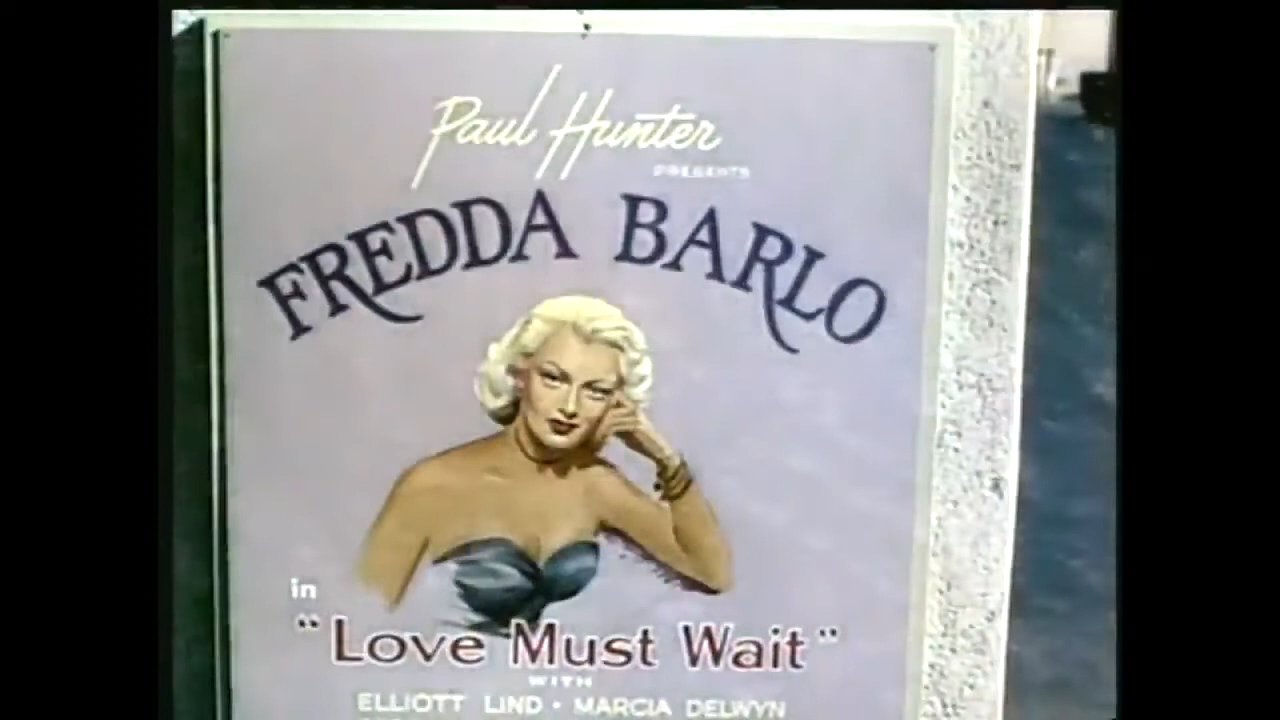 Paul Hunter
PRESENTS
FREDDA BARLO
in
"Love Must Wait"
WITH
ELLIOTT LIND • MARCIA DELWYN